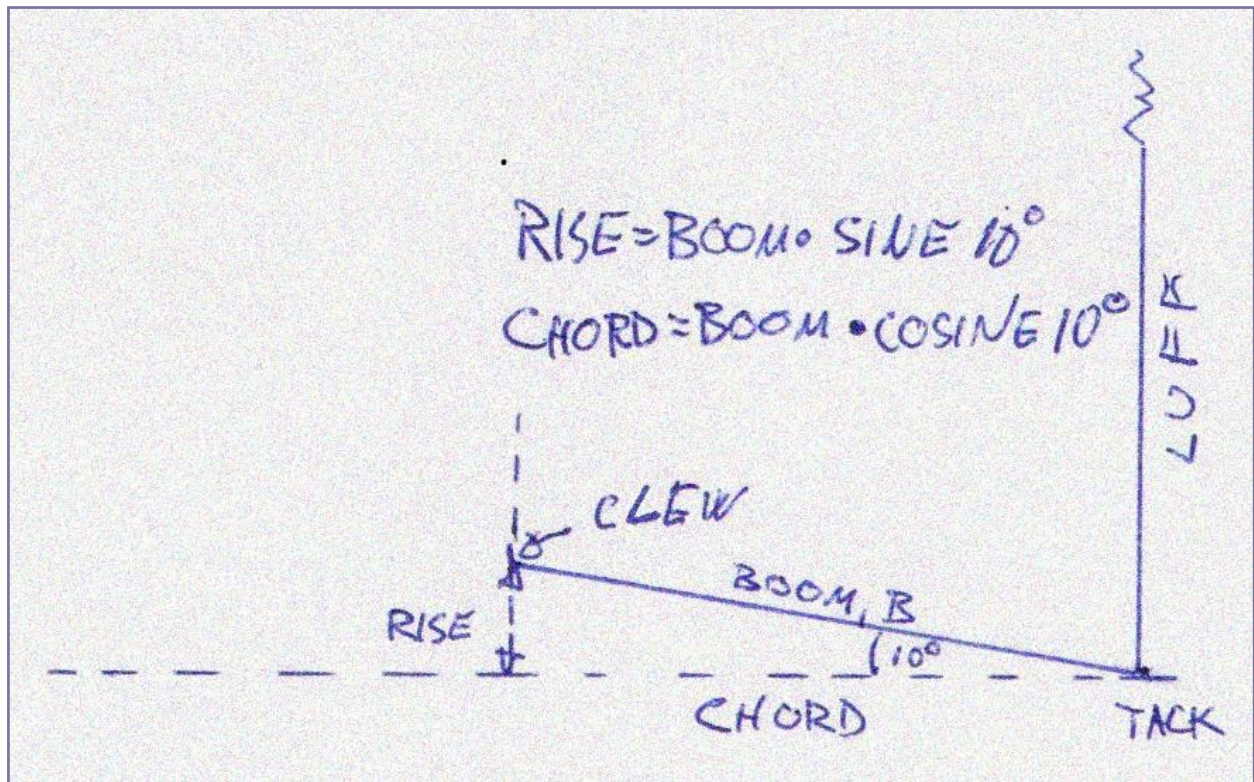 RISE=BOOM • SINE 10°
CHORD=BOOM • COSINE 10°
LUFF
CLEW
BOOM, B
RISE
10°
CHORD
TACK